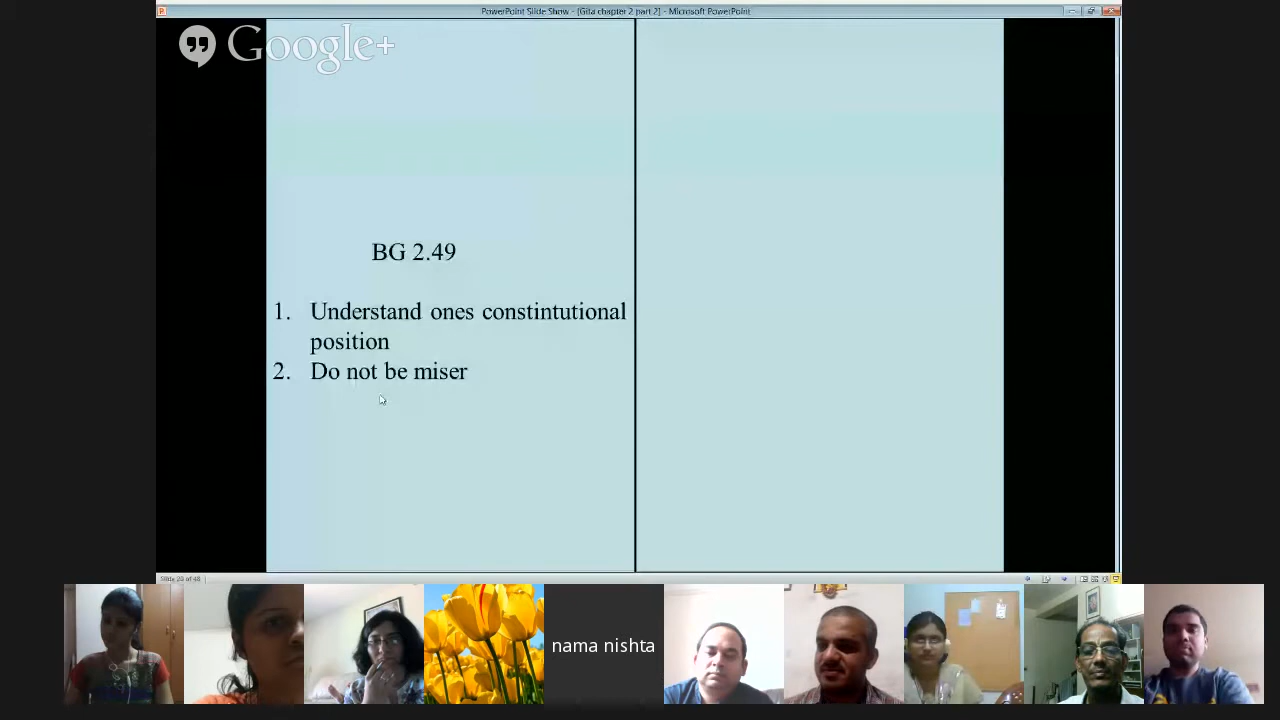 PowerPoint Slide Show - [Gita chapter 2 part 2] - Microsoft PowerPoint
Google+
BG 2.49
1. Understand ones constintutional
position
2. Do not be miser
nama nishta